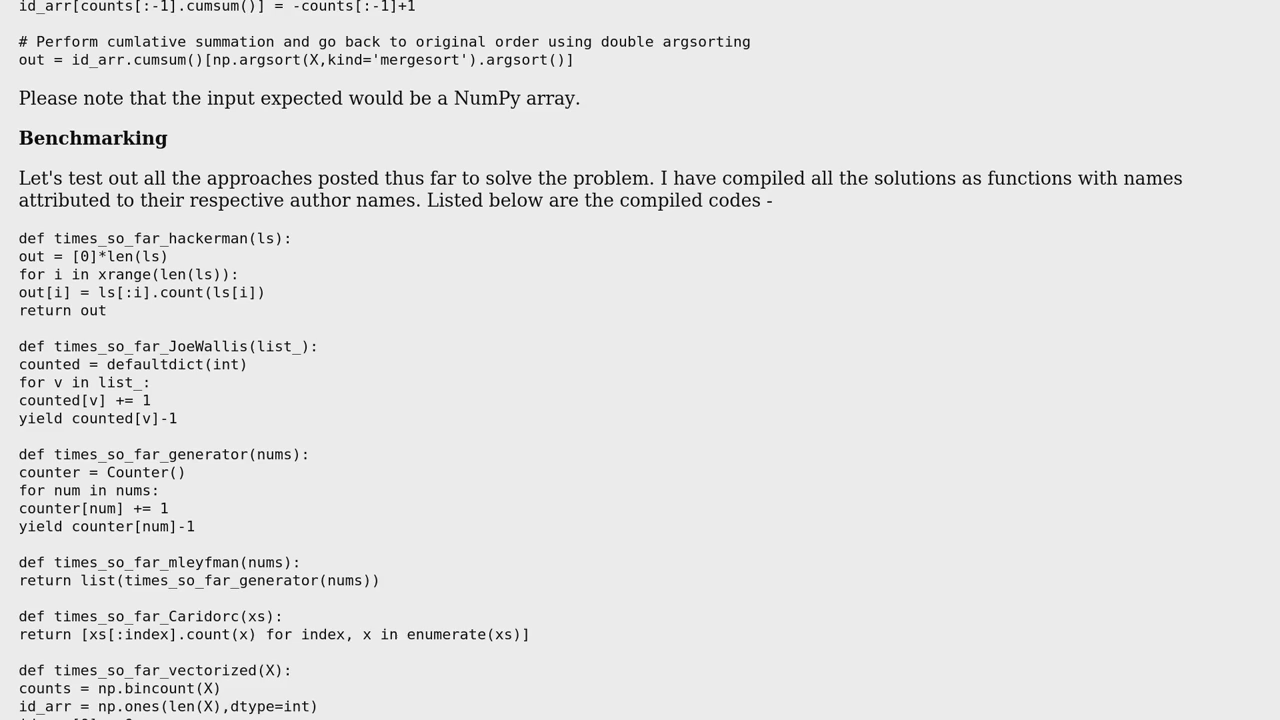 id_arr[counts[:-1].cumsum()] = -counts[:-1]+1
# Perform cumlative summation and go back to original order using double argsorting
out = id_arr.cumsum()[np.argsort(X,kind='mergesort').argsort()]
Please note that the input expected would be a NumPy array.
Benchmarking
Let's test out all the approaches posted thus far to solve the problem. I have compiled all the solutions as functions with names
attributed to their respective author names. Listed below are the compiled codes -
def times_so_far_hackerman(ls):
out = [0]*len(ls)
for i in xrange(len(ls)):
out[i] = ls[:i].count(ls[i])
return out
def times_so_far_JoeWallis(list_):
counted = defaultdict(int)
for v in list_:
counted[v] += 1
yield counted[v]-1
def times_so_far_generator(nums):
counter = Counter()
for num in nums:
counter[num] += 1
yield counter[num]-1
def times_so_far_mleyfman(nums):
return list(times_so_far_generator(nums))
def times_so_far_Caridorc(xs):
return [xs[:index].count(x) for index, x in enumerate(xs)]
def times_so_far_vectorized(X):
counts = np.bincount(X)
id_arr = np.ones(len(X),dtype=int)